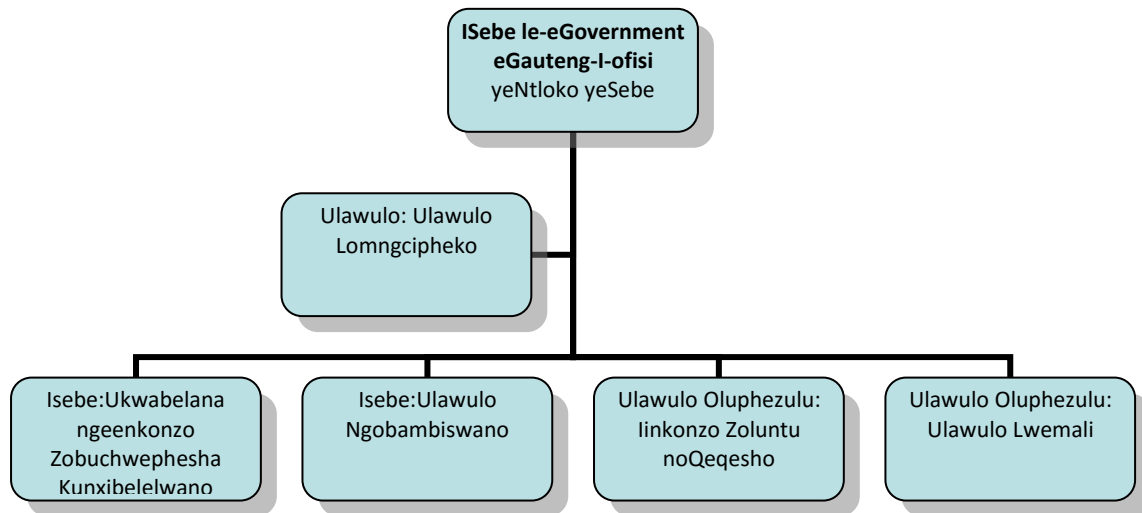 ISebe le-eGovernment
eGauteng-I-ofisi
yeNtloko yeSebe
Ulawulo: Ulawulo
Lomngcipheko
Isebe:Ukwabelana
ngeenkonzo
Zobuchwephesha
Kunxibelelwano
Isebe:Ulawulo
Ngobambiswano
Ulawulo Oluphezulu:
Iinkonzo Zoluntu
noQeqesho
Ulawulo Oluphezulu:
Ulawulo Lwemali